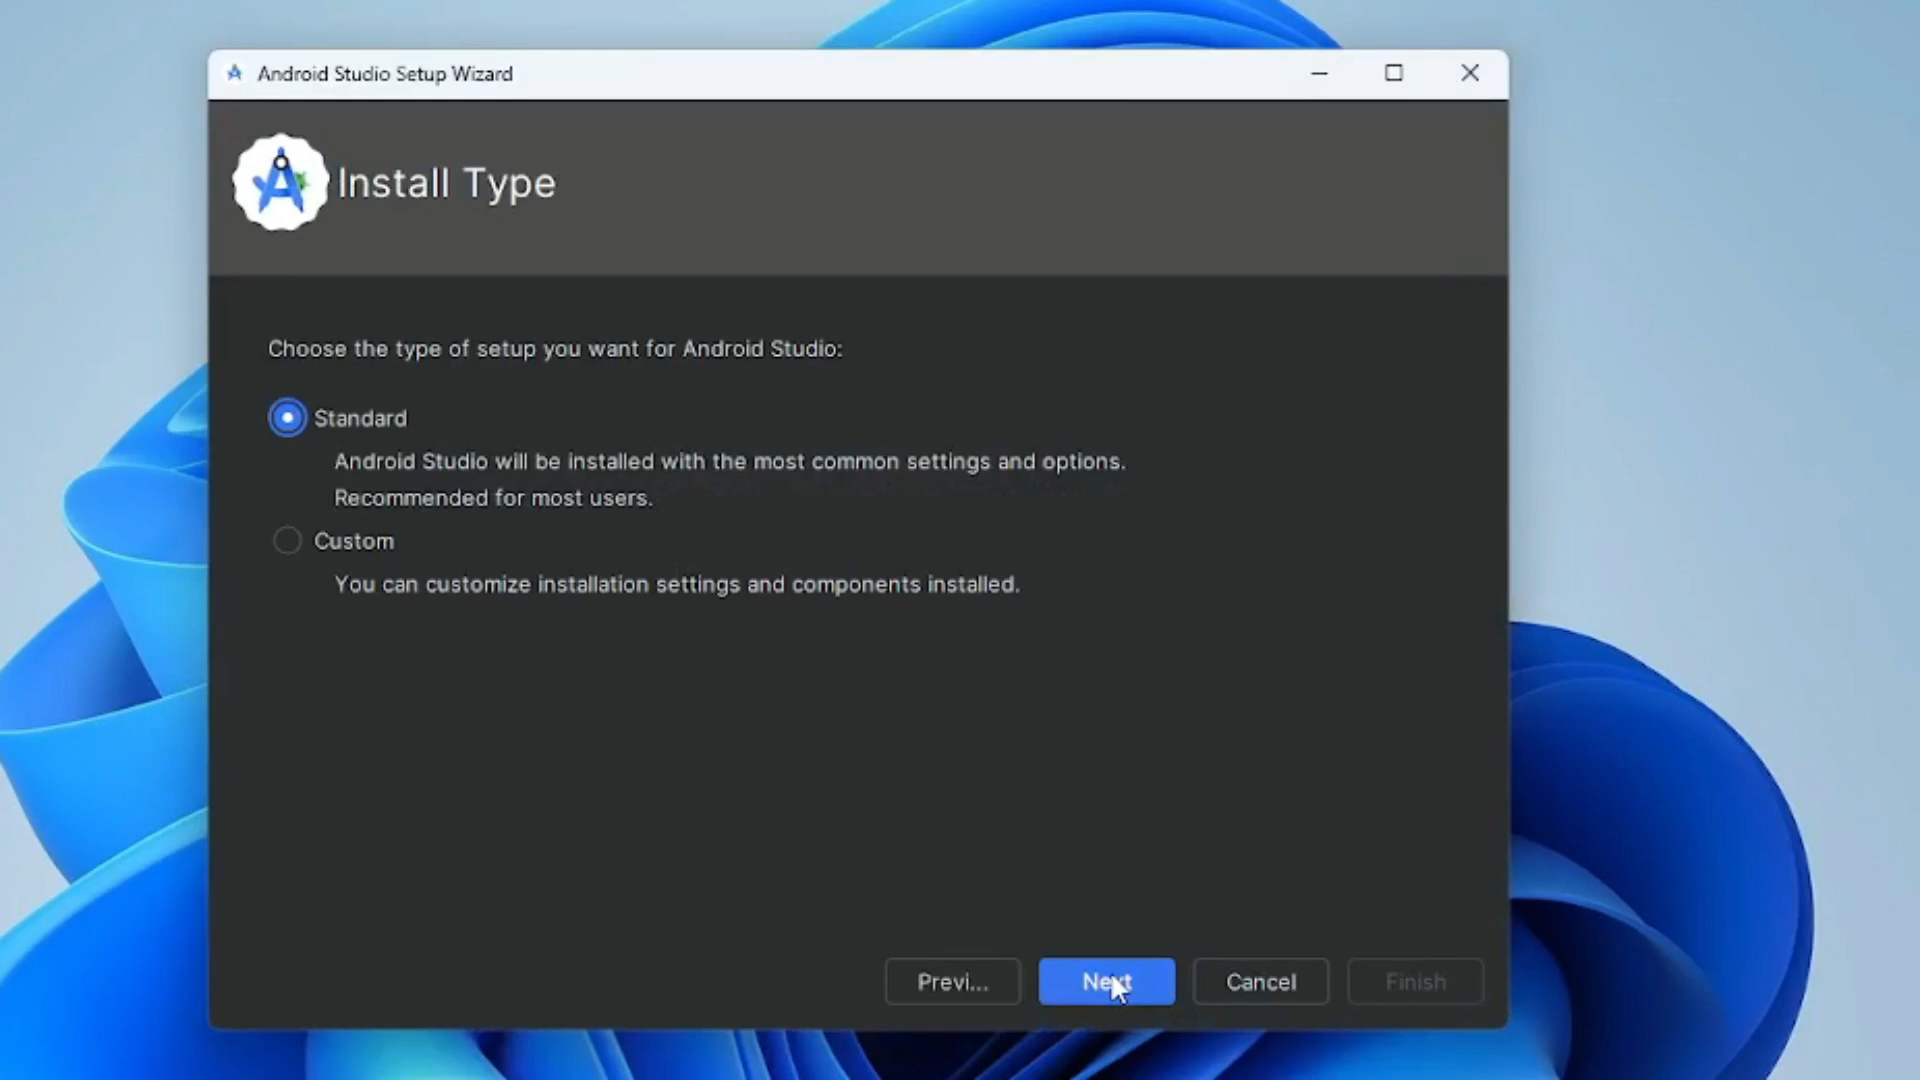 Android Studio Setup Wizard
Install Type
Choose the type of setup you want for Android Studio:
Standard
Android Studio will be installed with the most common settings and options.
Recommended for most users.
Custom
You can customize installation settings and components installed.
Previ... Next Cancel Finish